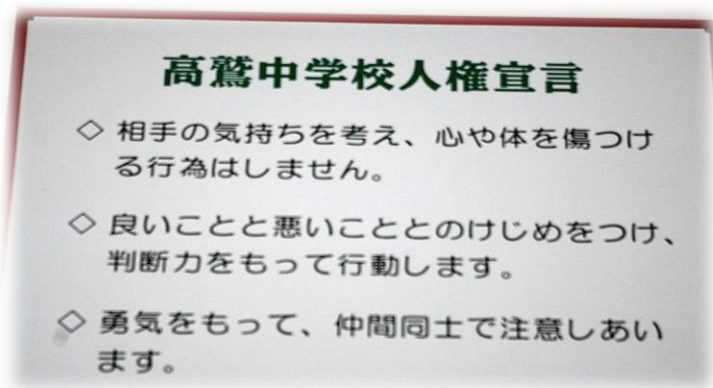 高鷲中学校人権宣言
◇ 相手の気持ちを考え、心や体を傷つけ
る行為はしません。
◇ 良いことと悪いこととのけじめをつけ、
判断力をもって行動します。
◇ 勇気をもって、仲間同士で注意しあい
ます。